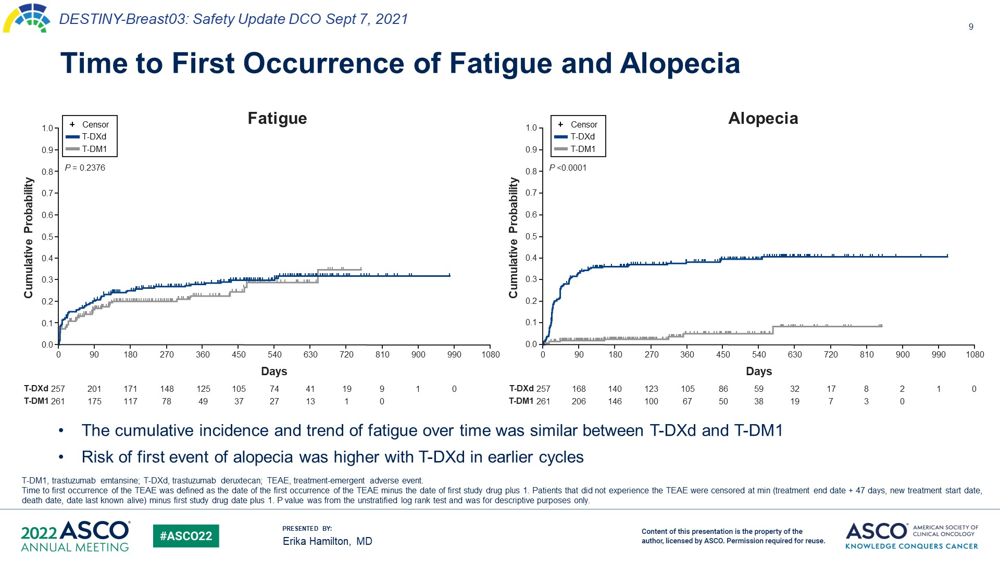 DESTINY-Breast03: Safety Update DCO Sept 7, 2021
9
Time to First Occurrence of Fatigue and Alopecia
Fatigue
+ Censor
T-DXd
T-DM1
P = 0.2376
Cumulative Probability
1.0
0.9
0.8
0.7
0.6
0.5
0.4
0.3
0.2
0.1
0.0
0 90 180 270 360 450 540 630 720 810 900 990 1080
Days
T-DXd 257 201 171 148 125 105 74 41 19 9 1 0
T-DM1 261 175 117 78 49 37 27 13 1 0
Alopecia
+ Censor
T-DXd
T-DM1
P <0.0001
Cumulative Probability
1.0
0.9
0.8
0.7
0.6
0.5
0.4
0.3
0.2
0.1
0.0
0 90 180 270 360 450 540 630 720 810 900 990 1080
Days
T-DXd 257 168 140 123 105 86 59 32 17 8 2 1 0
T-DM1 261 206 146 100 67 50 38 19 7 3 0
• The cumulative incidence and trend of fatigue over time was similar between T-DXd and T-DM1
• Risk of first event of alopecia was higher with T-DXd in earlier cycles
T-DM1, trastuzumab emtansine; T-DXd, trastuzumab deruxtecan; TEAE, treatment-emergent adverse event.
Time to first occurrence of the TEAE was defined as the date of the first occurrence of the TEAE minus the date of first study drug plus 1. Patients that did not experience the TEAE were censored at min (treatment end date + 47 days, new treatment start date,
death date, date last known alive) minus first study drug date plus 1. P value was from the unstratified log rank test and was for descriptive purposes only.
2022 ASCO®
ANNUAL MEETING
#ASCO22
PRESENTED BY:
Erika Hamilton, MD
Content of this presentation is the property of the
author, licensed by ASCO. Permission required for reuse.
ASCO® AMERICAN SOCIETY OF
CLINICAL ONCOLOGY
KNOWLEDGE CONQUERS CANCER